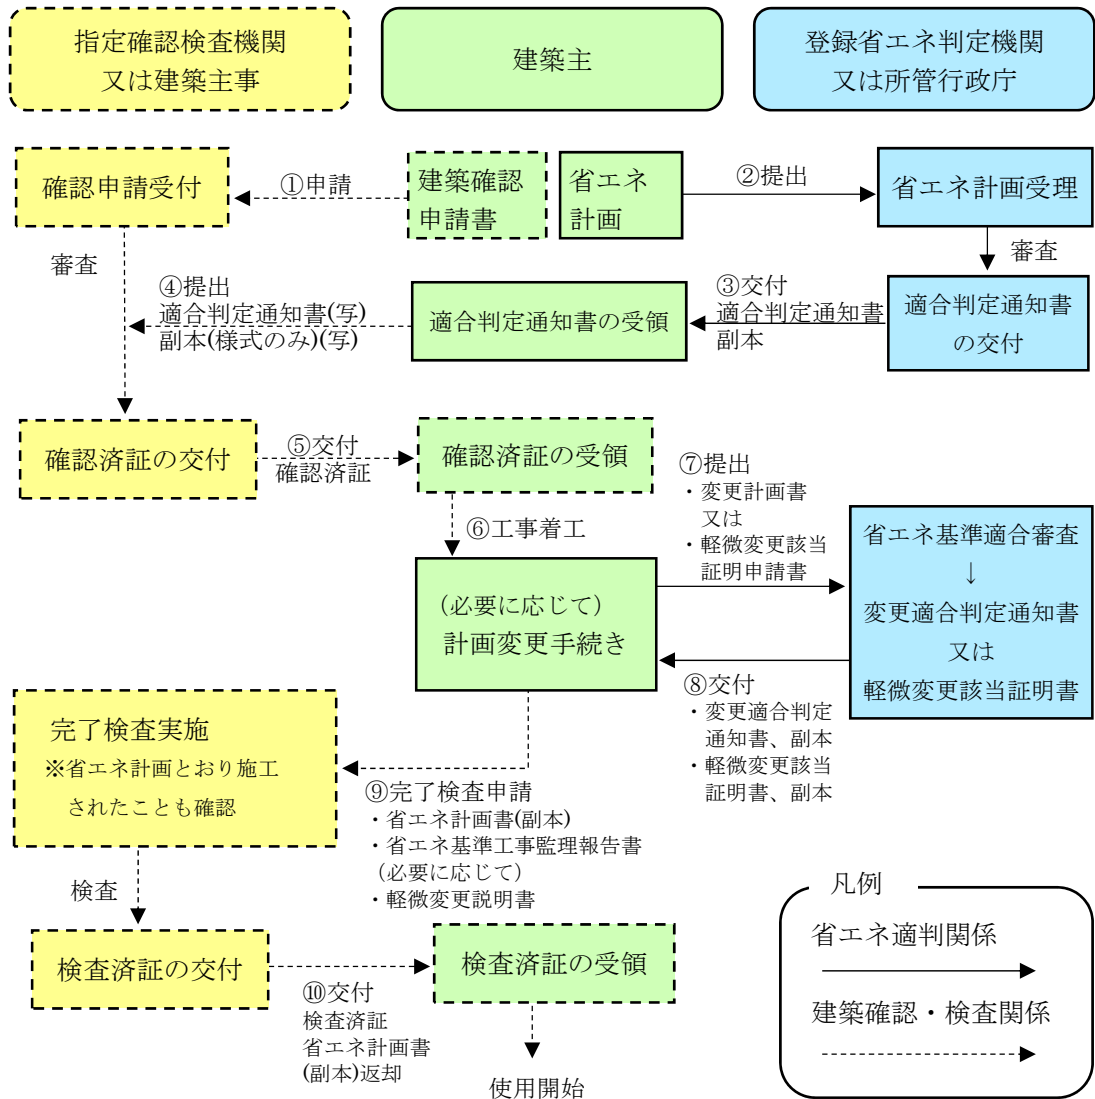 指定確認検査機関
又は建築主事
建築主
登録省エネ判定機関
又は所管行政庁
確認申請受付
①申請
建築確認
申請書
省エネ
計画
②提出
省エネ計画受理
審査
審査
④提出
適合判定通知書(写)
副本(様式のみ)(写)
適合判定通知書の受領
③交付
適合判定通知書
副本
適合判定通知書
の交付
確認済証の交付
⑤交付
確認済証
確認済証の受領
⑥工事着工
⑦提出
・変更計画書
又は
・軽微変更該当
証明申請書
(必要に応じて)
計画変更手続き
省エネ基準適合審査
↓
変更適合判定通知書
又は
軽微変更該当証明書
⑧交付
・変更適合判定
通知書、副本
・軽微変更該当
証明書、副本
完了検査実施
※省エネ計画とおり施工
されたことも確認
⑨完了検査申請
・省エネ計画書(副本)
・省エネ基準工事監理報告書
(必要に応じて)
・軽微変更説明書
検査
検査済証の交付
⑩交付
検査済証
省エネ計画書
(副本)返却
検査済証の受領
使用開始
凡例
省エネ適判関係
建築確認・検査関係